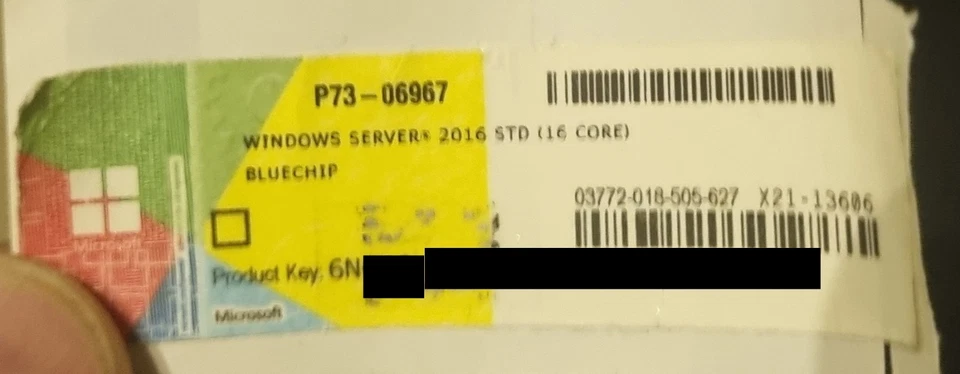 P73-06967
WINDOWS SERVER® 2016 STD (16 CORE)
BLUECHIP
03772-018-505-627 X21-13606
Product Key: 6N
Microsoft
Microsoft